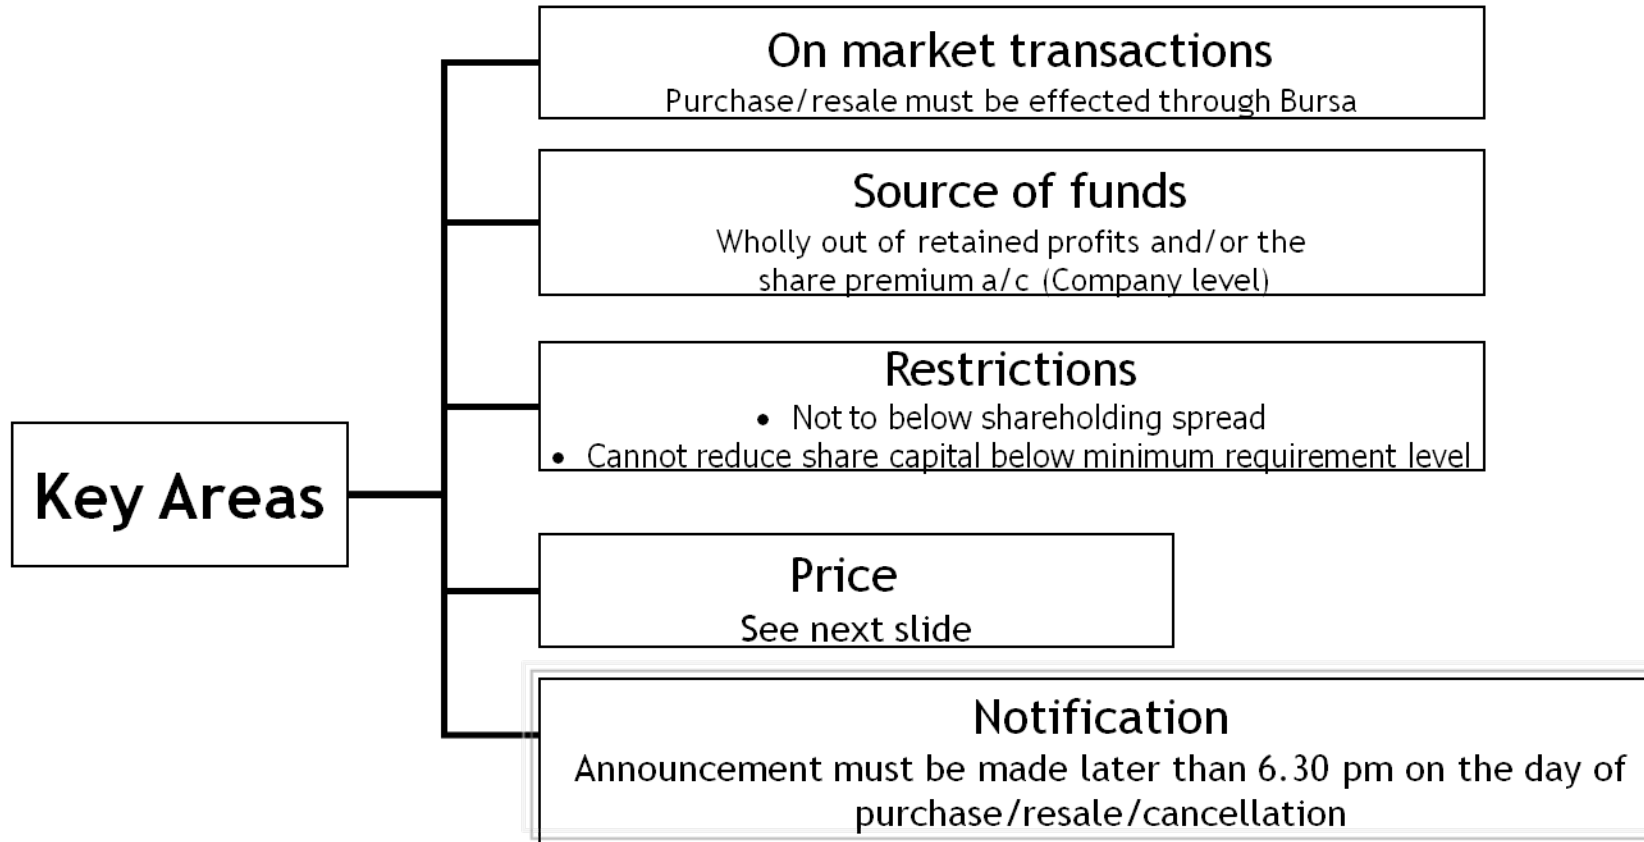 On market transactions
Purchase/resale must be effected through Bursa
Source of funds
Wholly out of retained profits and/or the
share premium a/c (Company level)
Restrictions
• Not to below shareholding spread
• Cannot reduce share capital below minimum requirement level
Key Areas
Price
See next slide
Notification
Announcement must be made later than 6.30 pm on the day of
purchase/resale/cancellation